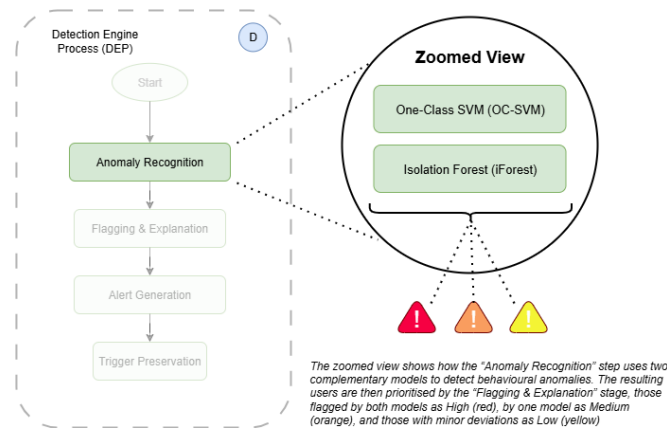 Detection Engine
Process (DEP)
D
Start
Anomaly Recognition
Flagging & Explanation
Alert Generation
Trigger Preservation
Zoomed View
One-Class SVM (OC-SVM)
Isolation Forest (iForest)
!
!
!
The zoomed view shows how the "Anomaly Recognition" step uses two
complementary models to detect behavioural anomalies. The resulting
users are then prioritised by the "Flagging & Explanation" stage, those
flagged by both models as High (red), by one model as Medium
(orange), and those with minor deviations as Low (yellow)